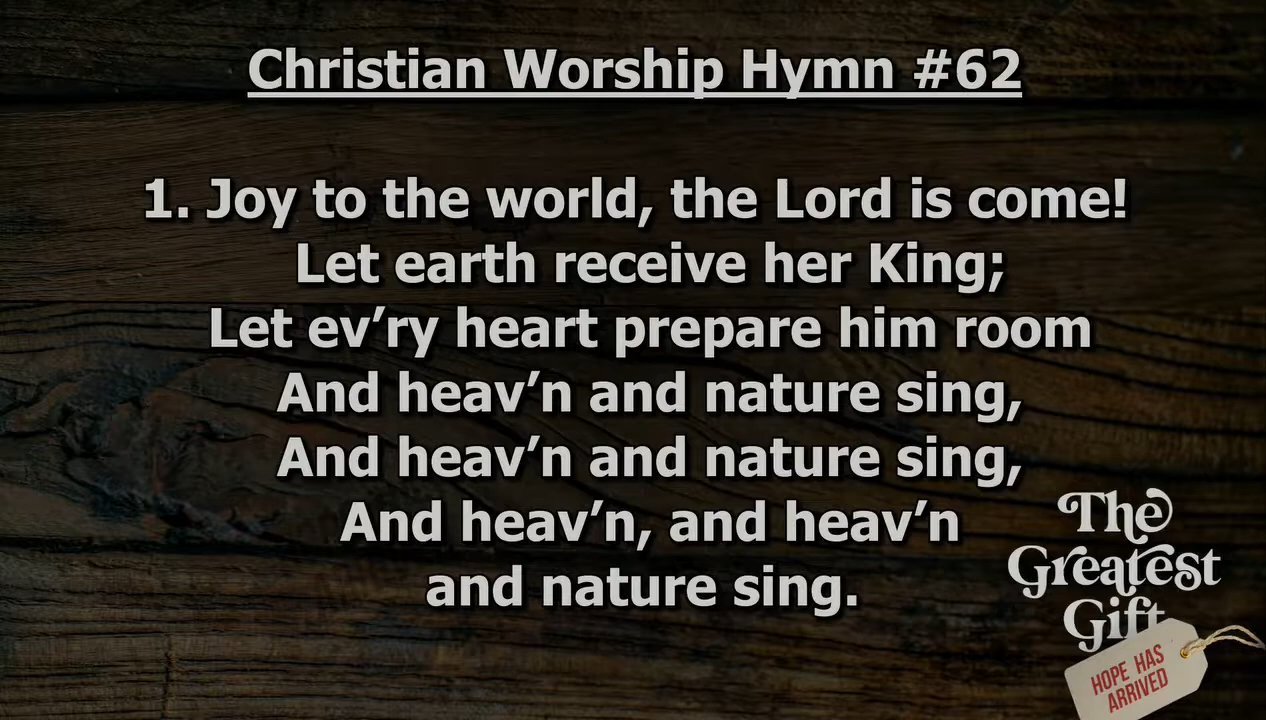 Christian Worship Hymn #62
1. Joy to the world, the Lord is come!
Let earth receive her King;
Let ev’ry heart prepare him room
And heav’n and nature sing,
And heav’n and nature sing,
And heav’n, and heav’n
and nature sing.
The
Greatest
Gift
HOPE HAS
ARRIVED